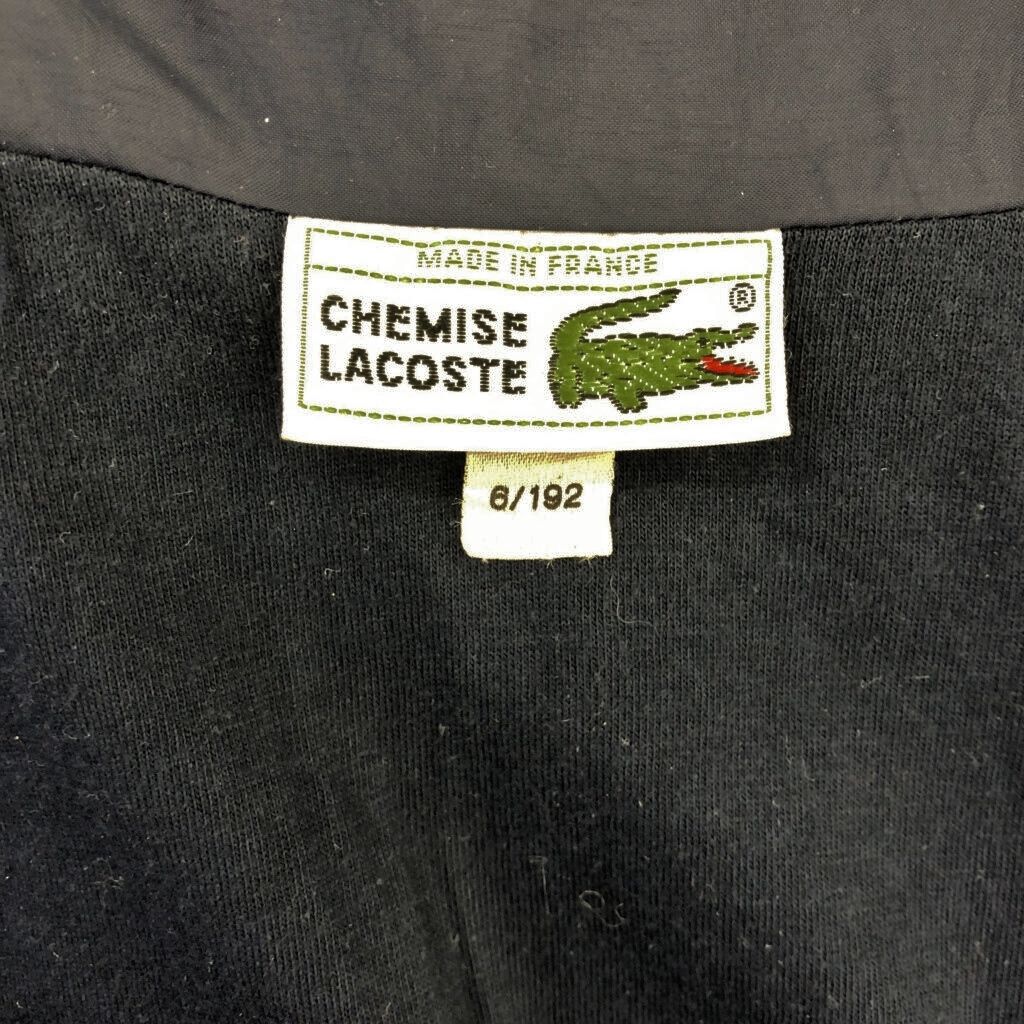 MADE IN FRANCE
CHEMISE
LACOSTE
®
6/192